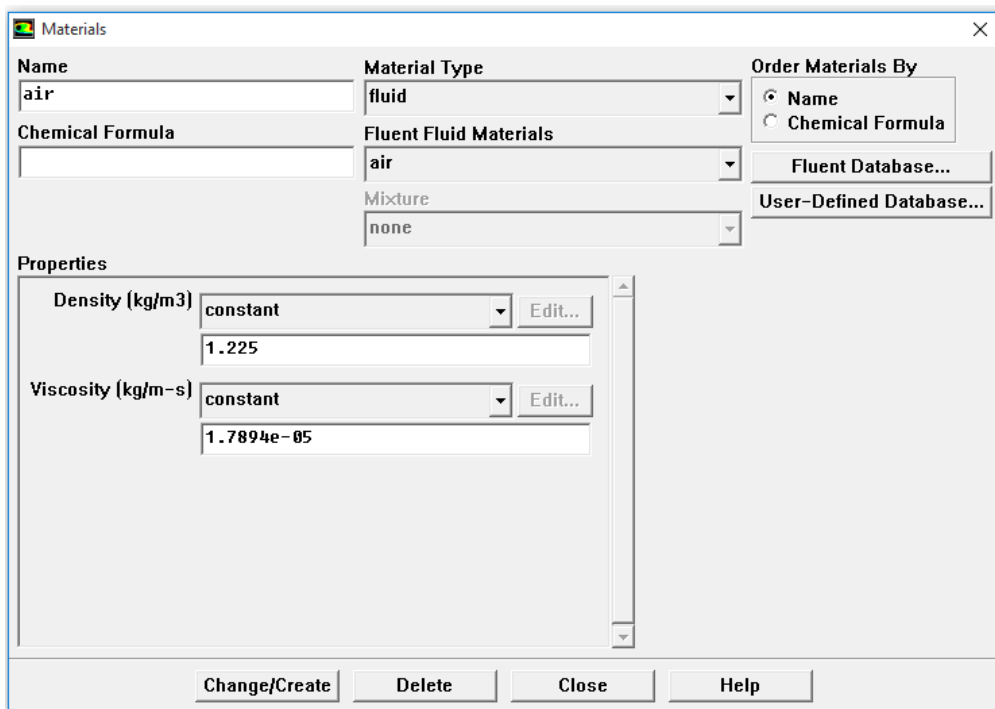 Materials
Name
air
Material Type
fluid
Order Materials By
Name
Chemical Formula
Chemical Formula
Fluent Fluid Materials
air
Fluent Database...
Mixture
none
User-Defined Database...
Properties
Density (kg/m3)
constant
Edit...
1.225
Viscosity (kg/m-s)
constant
Edit...
1.7894e-05
Change/Create
Delete
Close
Help